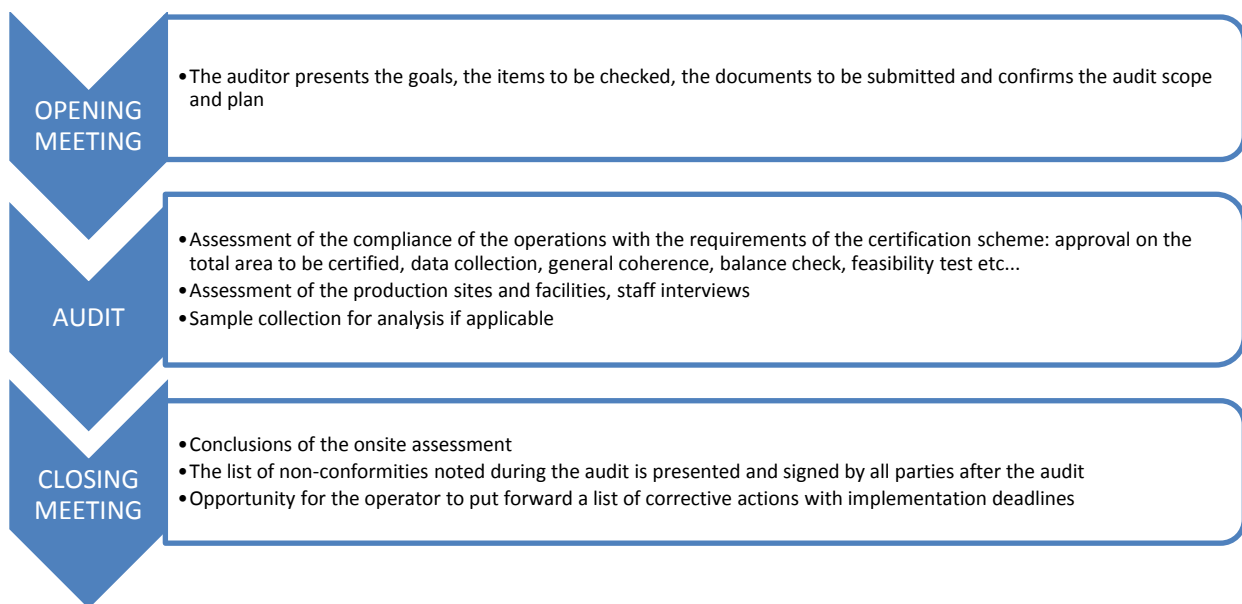 OPENING
MEETING
•The auditor presents the goals, the items to be checked, the documents to be submitted and confirms the audit scope
and plan
AUDIT
•Assessment of the compliance of the operations with the requirements of the certification scheme: approval on the
total area to be certified, data collection, general coherence, balance check, feasibility test etc...
•Assessment of the production sites and facilities, staff interviews
•Sample collection for analysis if applicable
CLOSING
MEETING
•Conclusions of the onsite assessment
•The list of non-conformities noted during the audit is presented and signed by all parties after the audit
•Opportunity for the operator to put forward a list of corrective actions with implementation deadlines